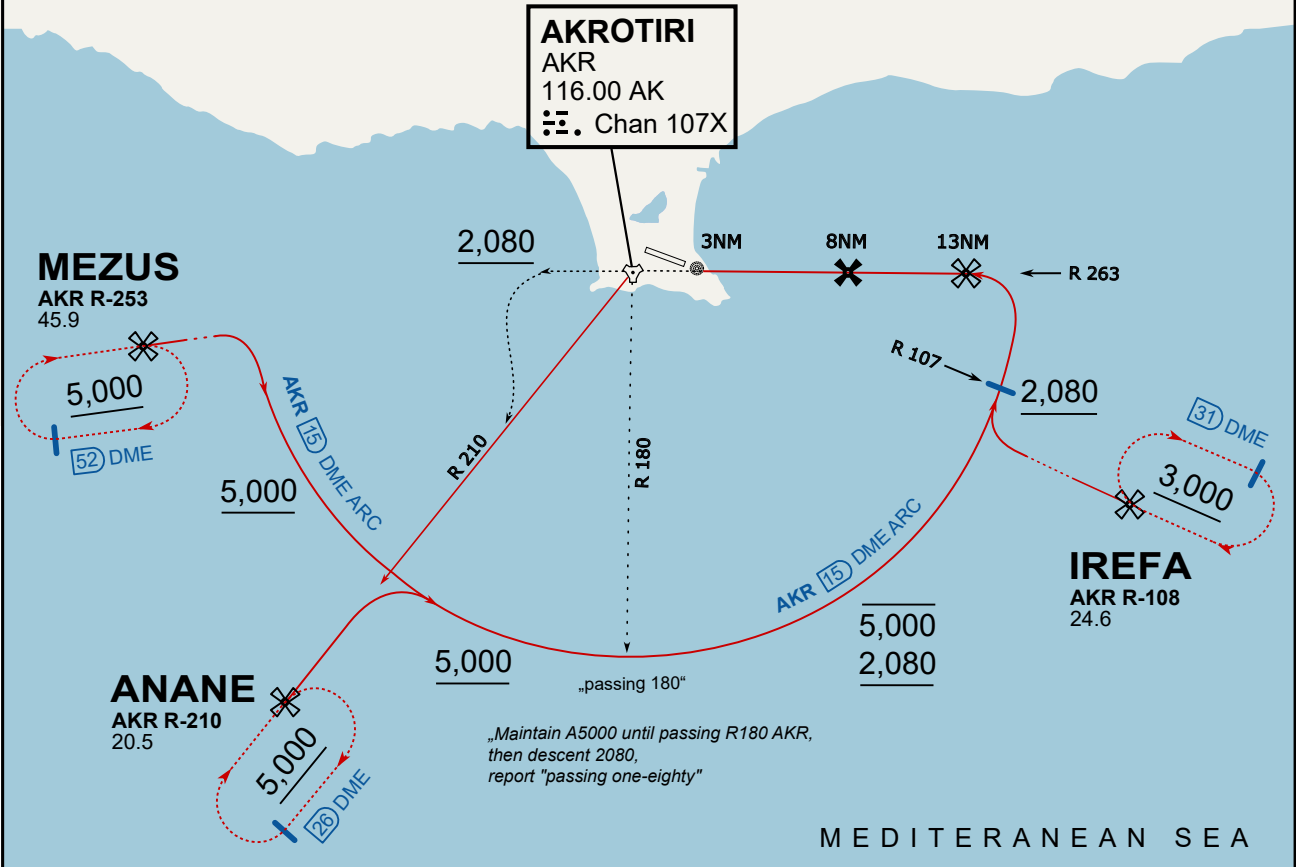 AKROTIRI
AKR
116.00 AK
Chan 107X
2,080
3NM
8NM
13NM
R 263
MEZUS
AKR R-253
45.9
5,000
52 DME
AKR 15 DME ARC
5,000
R 210
R 180
R 107
2,080
31 DME
3,000
IREFA
AKR R-108
24.6
AKR 15 DME ARC
5,000
2,080
5,000
„passing 180“
ANANE
AKR R-210
20.5
5,000
26 DME
„Maintain A5000 until passing R180 AKR,
then descent 2080,
report "passing one-eighty"
MEDITERANEAN SEA